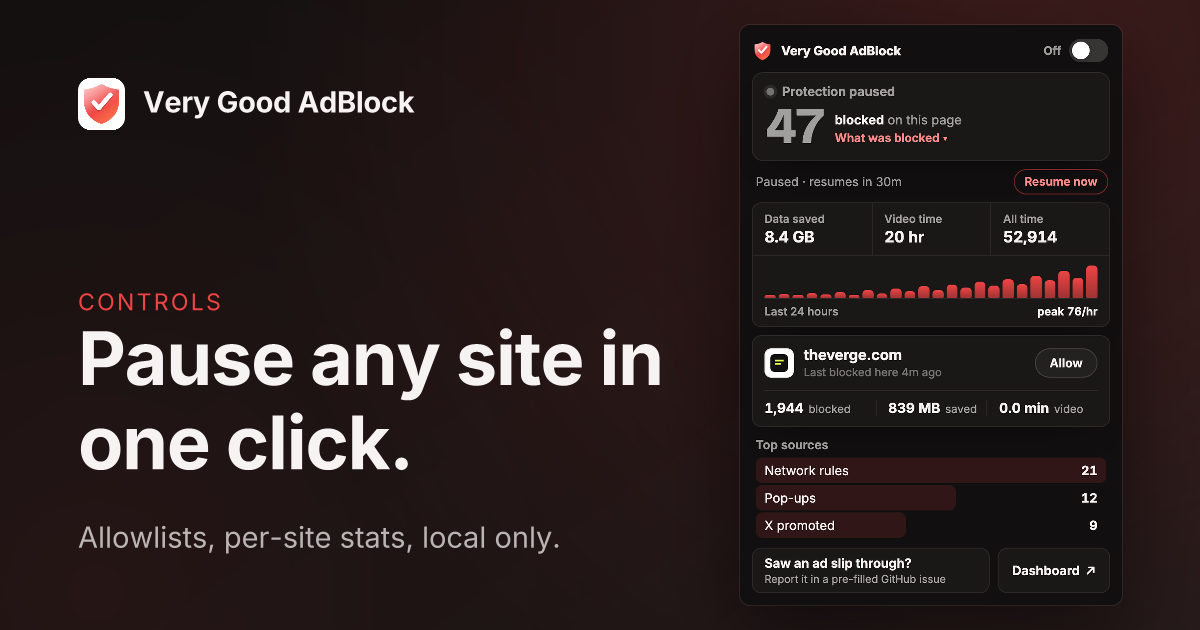 Very Good AdBlock
CONTROLS
Pause any site in
one click.
Allowlists, per-site stats, local only.
Very Good AdBlock
Off
Protection paused
47
blocked on this page
What was blocked ▾
Paused · resumes in 30m
Resume now
Data saved
8.4 GB
Video time
20 hr
All time
52,914
Last 24 hours
peak 76/hr
theverge.com
Last blocked here 4m ago
Allow
1,944 blocked
839 MB saved
0.0 min video
Top sources
Network rules 21
Pop-ups 12
X promoted 9
Saw an ad slip through?
Report it in a pre-filled GitHub issue
Dashboard ↗